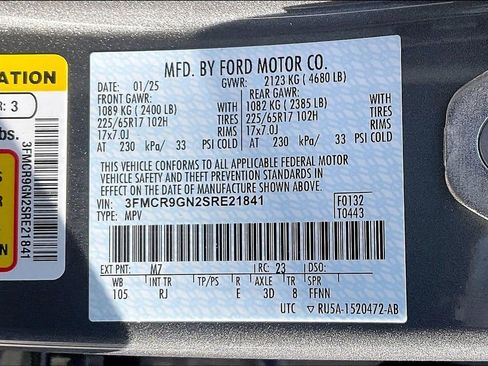 MFD. BY FORD MOTOR CO.
DATE: 01/25 GVWR: 2123 KG ( 4680 LB)
FRONT GAWR: REAR GAWR:
1089 KG ( 2400 LB) 1082 KG ( 2385 LB)
225/65R17 102H TIRES 225/65R17 102H TIRES
17x7.0J RIMS 17x7.0J RIMS
AT 230 kPa/ 33 PSI COLD AT 230 kPa/ 33 PSI COLD
THIS VEHICLE CONFORMS TO ALL APPLICABLE FEDERAL MOTOR
VEHICLE SAFETY AND THEFT PREVENTION STANDARDS IN
EFFECT ON THE DATE OF MANUFACTURE SHOWN ABOVE.
VIN: 3FMCR9GN2SRE21841 F0132
TYPE: MPV T0443
EXT PNT: M7 RC: 23 DSO:
WB INT TR TP/PS R AX TR SPR
105 RJ E 3D 8 FFNN
UTC RU5A-1520472-AB
R: 3
bs.
3FMCR9GN2SRE21841